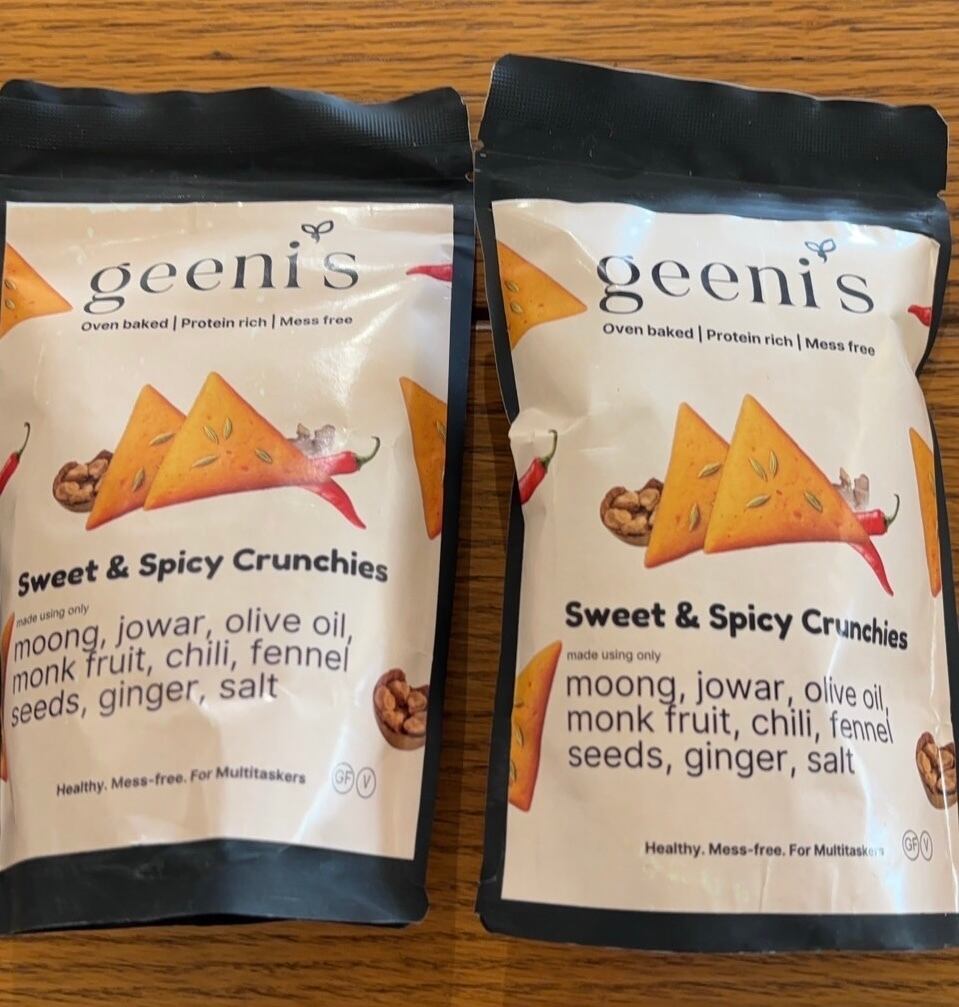 geeni's
Oven baked | Protein rich | Mess free
Sweet & Spicy Crunchies
made using only
moong, jowar, olive oil,
monk fruit, chili, fennel
seeds, ginger, salt
Healthy. Mess-free. For Multitaskers
GF V
geeni's
Oven baked | Protein rich | Mess free
Sweet & Spicy Crunchies
made using only
moong, jowar, olive oil,
monk fruit, chili, fennel
seeds, ginger, salt
Healthy. Mess-free. For Multitaskers
GF V